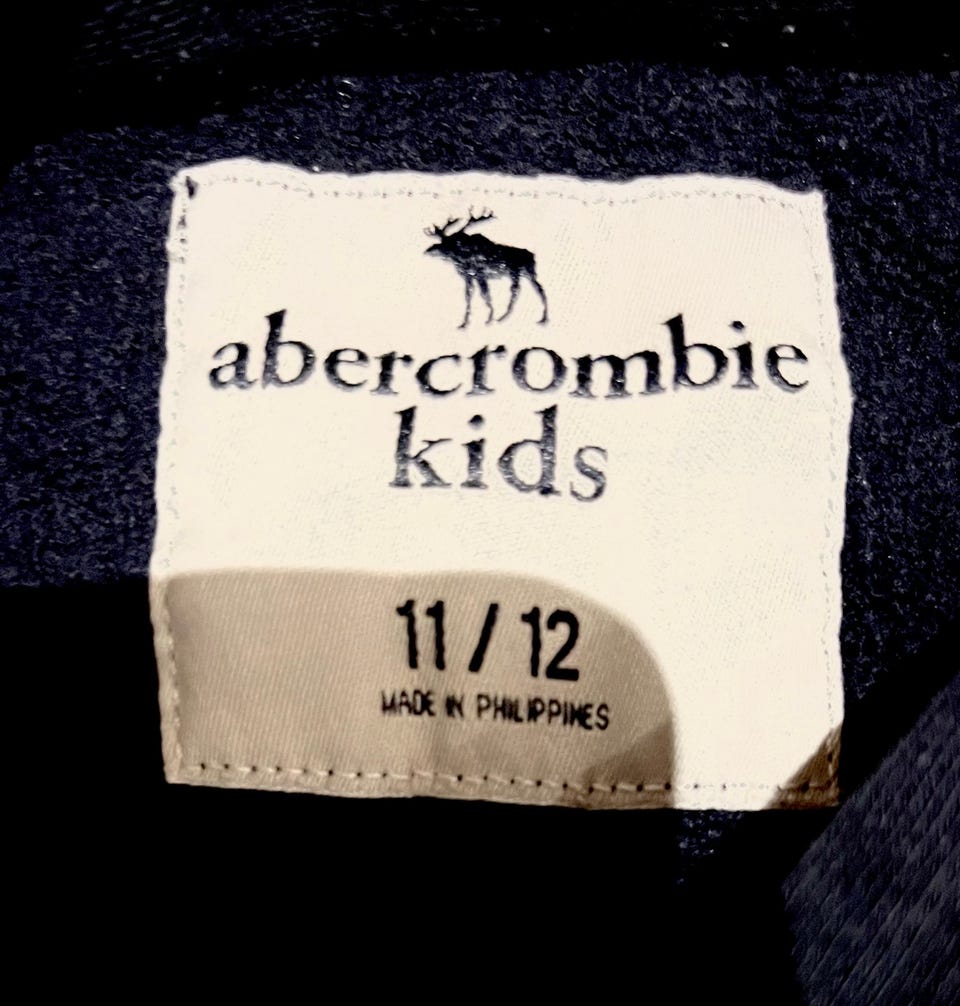 abercrombie
kids
11 / 12
MADE IN PHILIPPINES